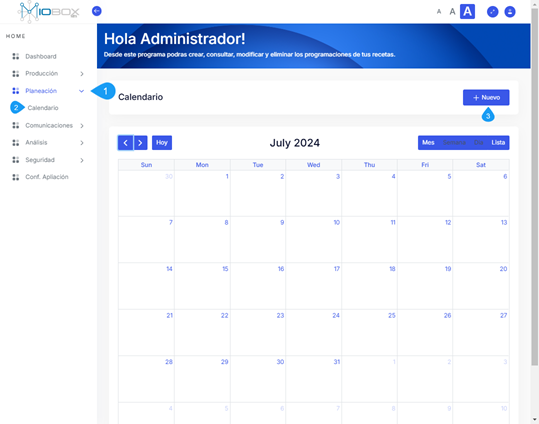 MIOBOX
A A A
HOME
Dashboard
Producción
Planeación
1
2
Calendario
Comunicaciones
Análisis
Seguridad
Conf. Apliación
Hola Administrador!
Desde este programa podras crear, consultar, modificar y eliminar los programaciones de tus recetas.
Calendario
+ Nuevo
3
Hoy
July 2024
Mes
Lista
Sun Mon Tue Wed Thu Fri Sat
30 1 2 3 4 5 6
7 8 9 10 11 12 13
14 15 16 17 18 19 20
21 22 23 24 25 26 27
28 29 30 31 1 2 3
4 5 6 7 8 9 10